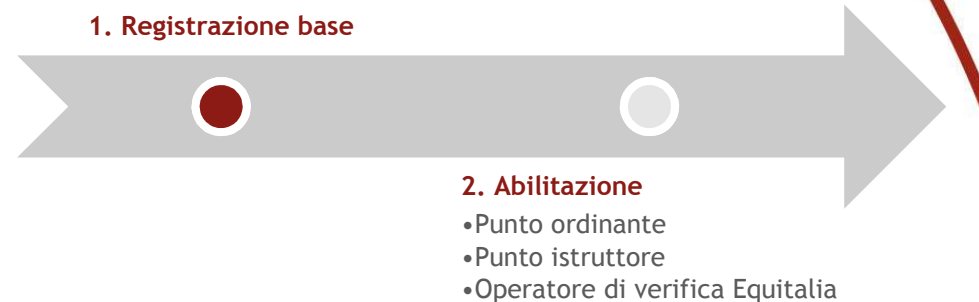 1. Registrazione base
2. Abilitazione
•Punto ordinante
•Punto istruttore
•Operatore di verifica Equitalia